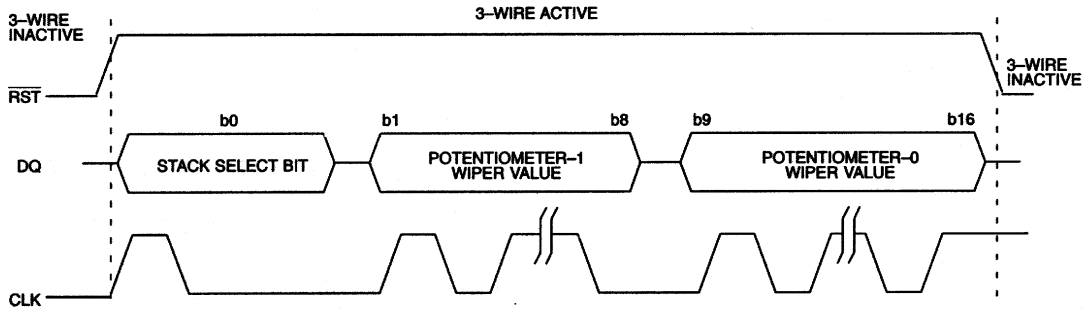 3–WIRE
INACTIVE
3–WIRE ACTIVE
3–WIRE
INACTIVE
RST
b0
b1
b8
b9
b16
DQ
STACK SELECT BIT
POTENTIOMETER–1
WIPER VALUE
POTENTIOMETER–0
WIPER VALUE
CLK